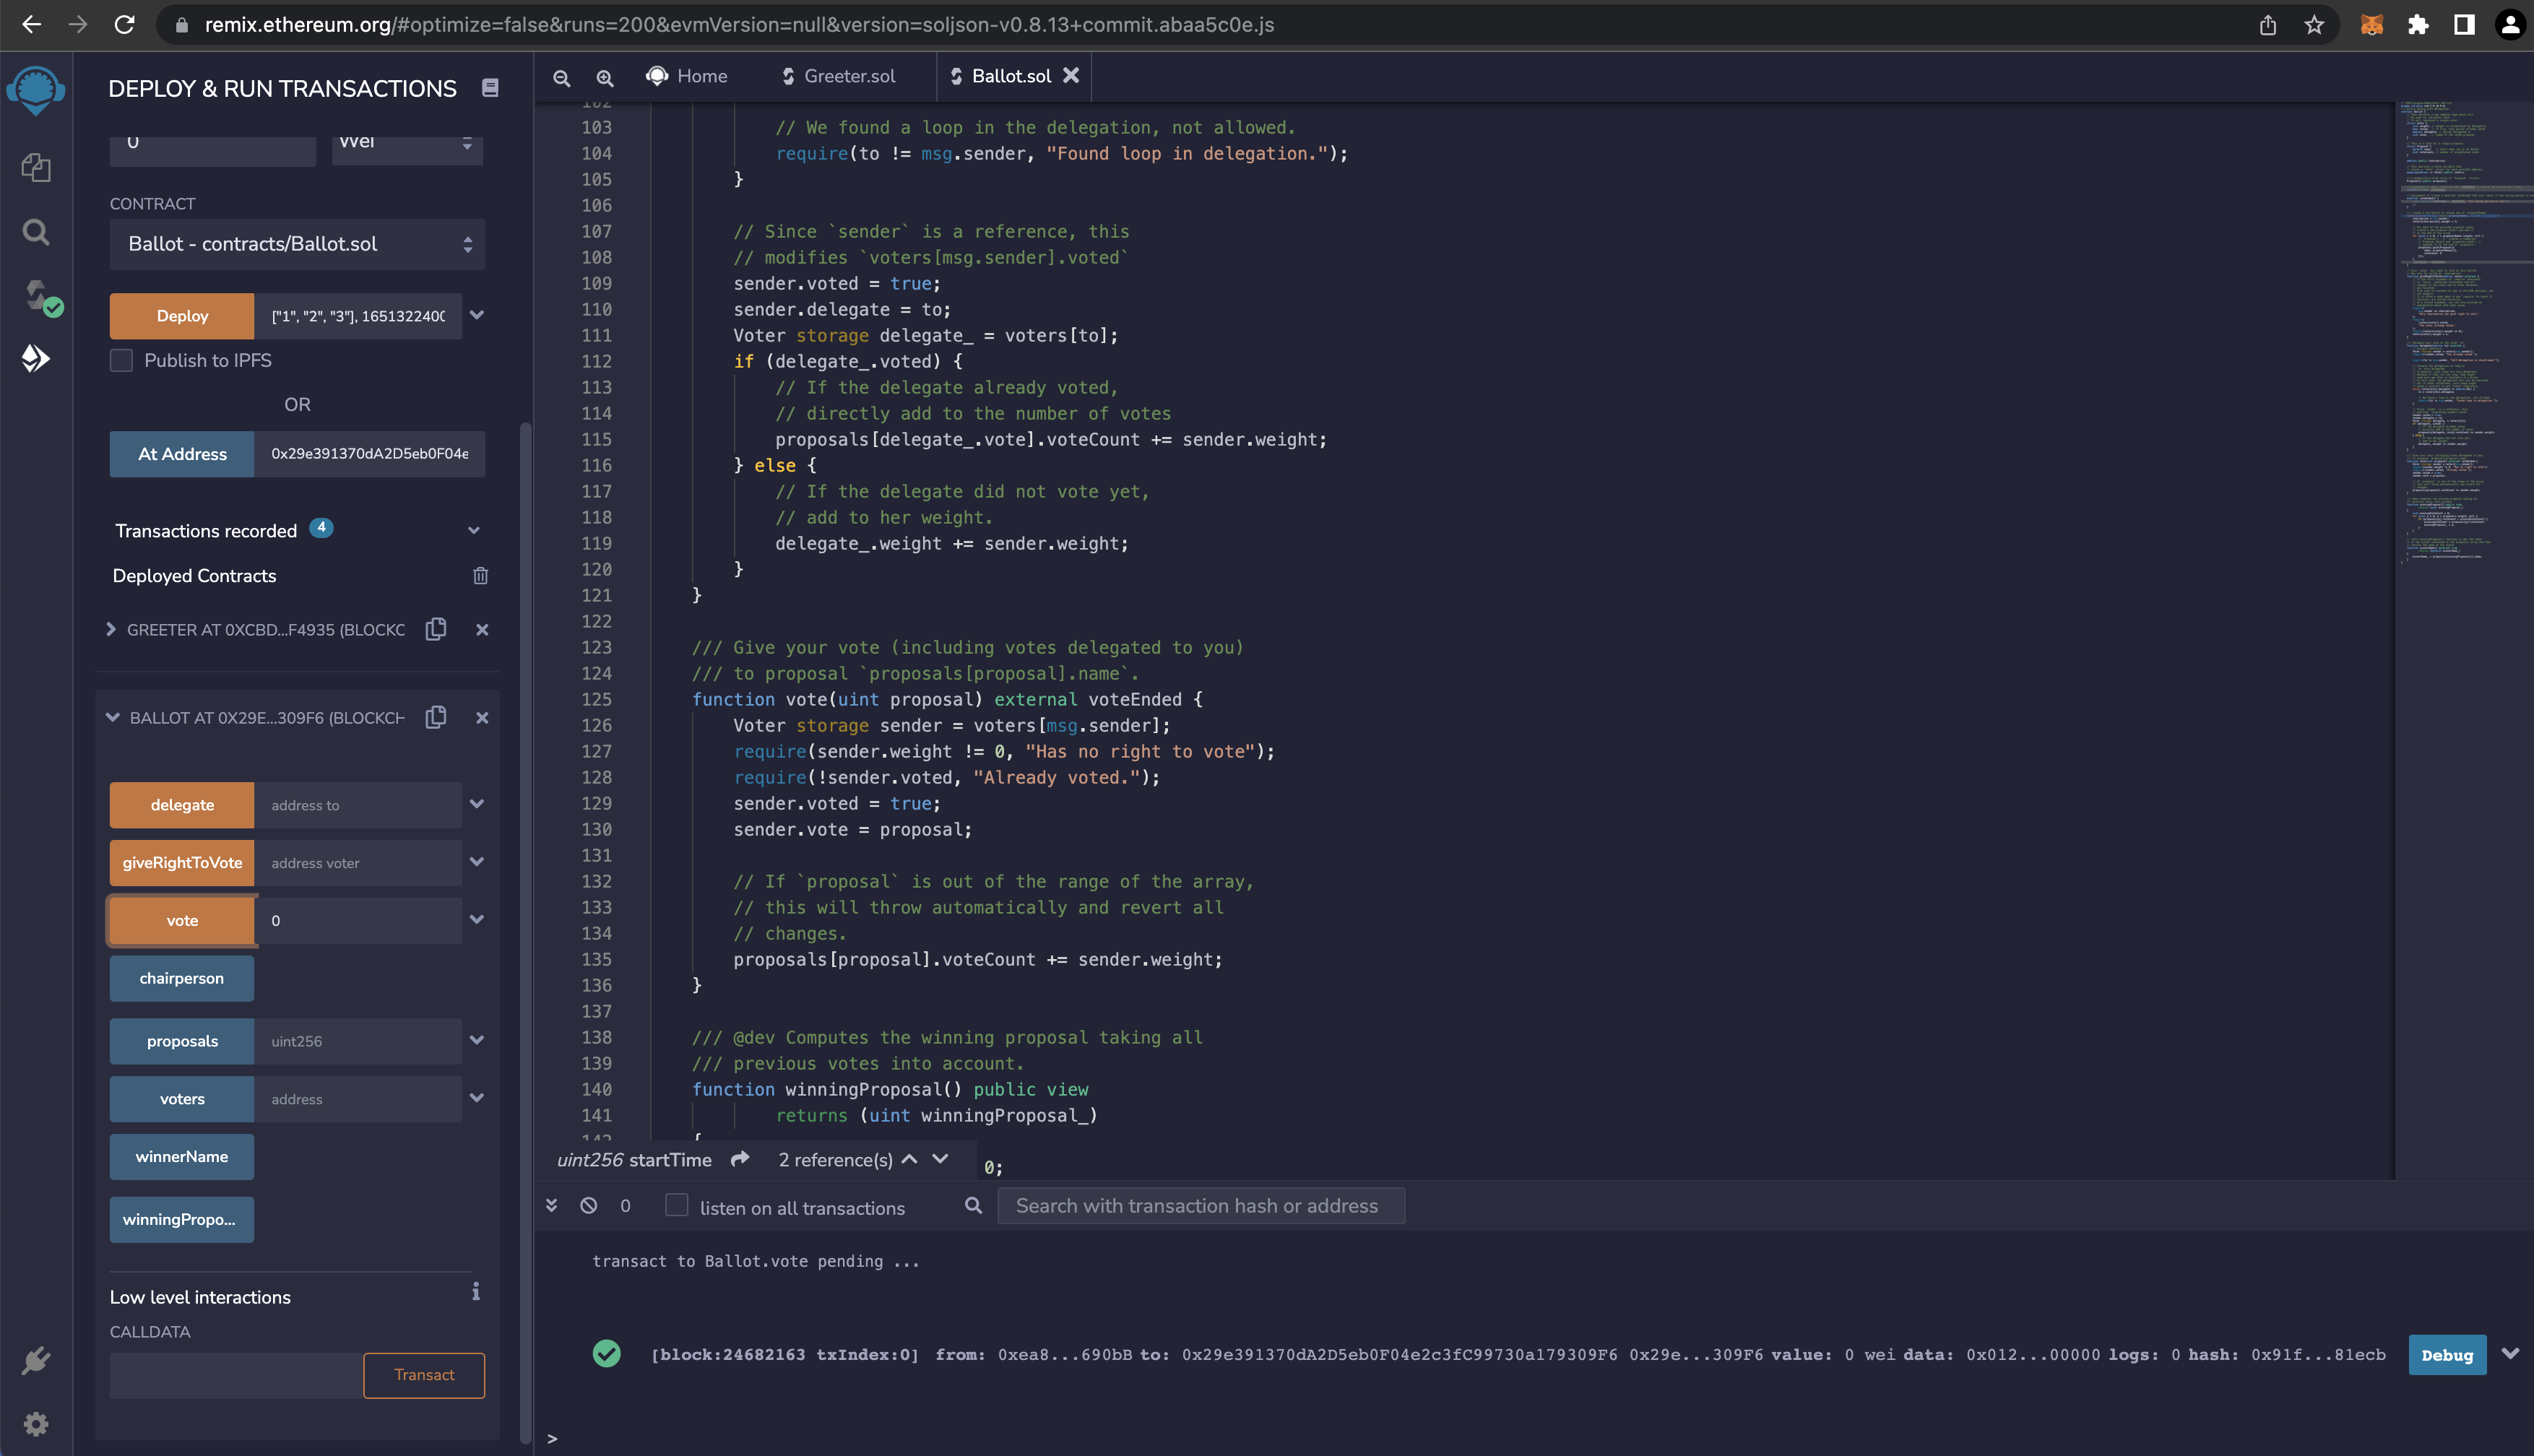 remix.ethereum.org/#optimize=false&runs=200&evmVersion=null&version=soljson-v0.8.13+commit.abaa5c0e.js
DEPLOY & RUN TRANSACTIONS
0 Wei
CONTRACT
Ballot - contracts/Ballot.sol
Deploy ["1", "2", "3"], 165132240
Publish to IPFS
OR
At Address 0x29e391370dA2D5eb0F04e
Transactions recorded 4
Deployed Contracts
GREETER AT 0XCBD...F4935 (BLOCKC
BALLOT AT 0X29E...309F6 (BLOCKCH
delegate address to
giveRightToVote address voter
vote 0
chairperson
proposals uint256
voters address
winnerName
winningPropo...
Low level interactions
CALLDATA
Transact
Home Greeter.sol Ballot.sol
102
103 // We found a loop in the delegation, not allowed.
104 require(to != msg.sender, "Found loop in delegation.");
105 }
106
107 // Since `sender` is a reference, this
108 // modifies `voters[msg.sender].voted`
109 sender.voted = true;
110 sender.delegate = to;
111 Voter storage delegate_ = voters[to];
112 if (delegate_.voted) {
113 // If the delegate already voted,
114 // directly add to the number of votes
115 proposals[delegate_.vote].voteCount += sender.weight;
116 } else {
117 // If the delegate did not vote yet,
118 // add to her weight.
119 delegate_.weight += sender.weight;
120 }
121 }
122
123 /// Give your vote (including votes delegated to you)
124 /// to proposal `proposals[proposal].name`.
125 function vote(uint proposal) external voteEnded {
126 Voter storage sender = voters[msg.sender];
127 require(sender.weight != 0, "Has no right to vote");
128 require(!sender.voted, "Already voted.");
129 sender.voted = true;
130 sender.vote = proposal;
131
132 // If `proposal` is out of the range of the array,
133 // this will throw automatically and revert all
134 // changes.
135 proposals[proposal].voteCount += sender.weight;
136 }
137
138 /// @dev Computes the winning proposal taking all
139 /// previous votes into account.
140 function winningProposal() public view
141 returns (uint winningProposal_)
142 {
uint256 startTime 2 reference(s) 0;
0 listen on all transactions Search with transaction hash or address
transact to Ballot.vote pending ...
[block:24682163 txIndex:0] from: 0xea8...690bB to: 0x29e391370dA2D5eb0F04e2c3fC99730a179309F6 0x29e...309F6 value: 0 wei data: 0x012...00000 logs: 0 hash: 0x91f...81ecb Debug
>